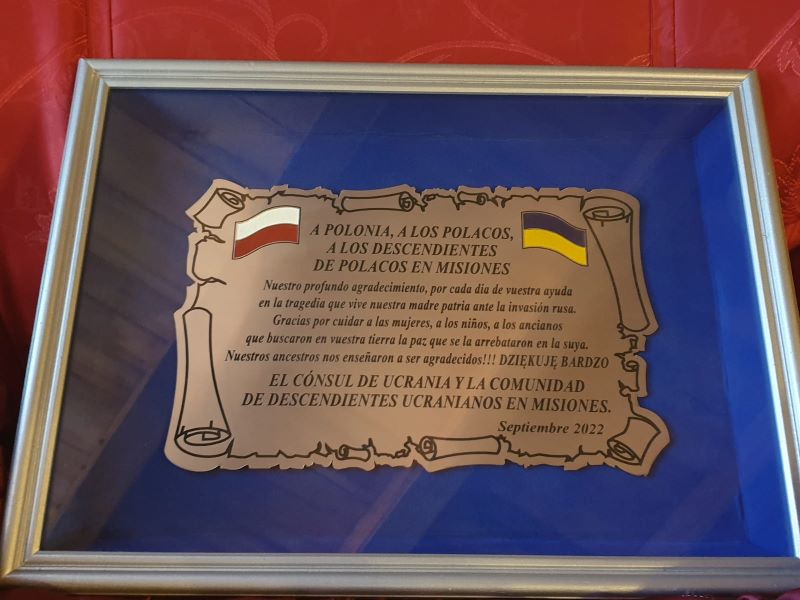 A POLONIA, A LOS POLACOS,
A LOS DESCENDIENTES
DE POLACOS EN MISIONES
Nuestro profundo agradecimiento, por cada dia de vuestra ayuda
en la tragedia que vive nuestra madre patria ante la invasión rusa.
Gracias por cuidar a las mujeres, a los niños, a los ancianos
que buscaron en vuestra tierra la paz que se la arrebataron en la suya.
Nuestros ancestros nos enseñaron a ser agradecidos!!! DZIĘKUJĘ BARDZO
EL CÓNSUL DE UCRANIA Y LA COMUNIDAD
DE DESCENDIENTES UCRANIANOS EN MISIONES.
Septiembre 2022